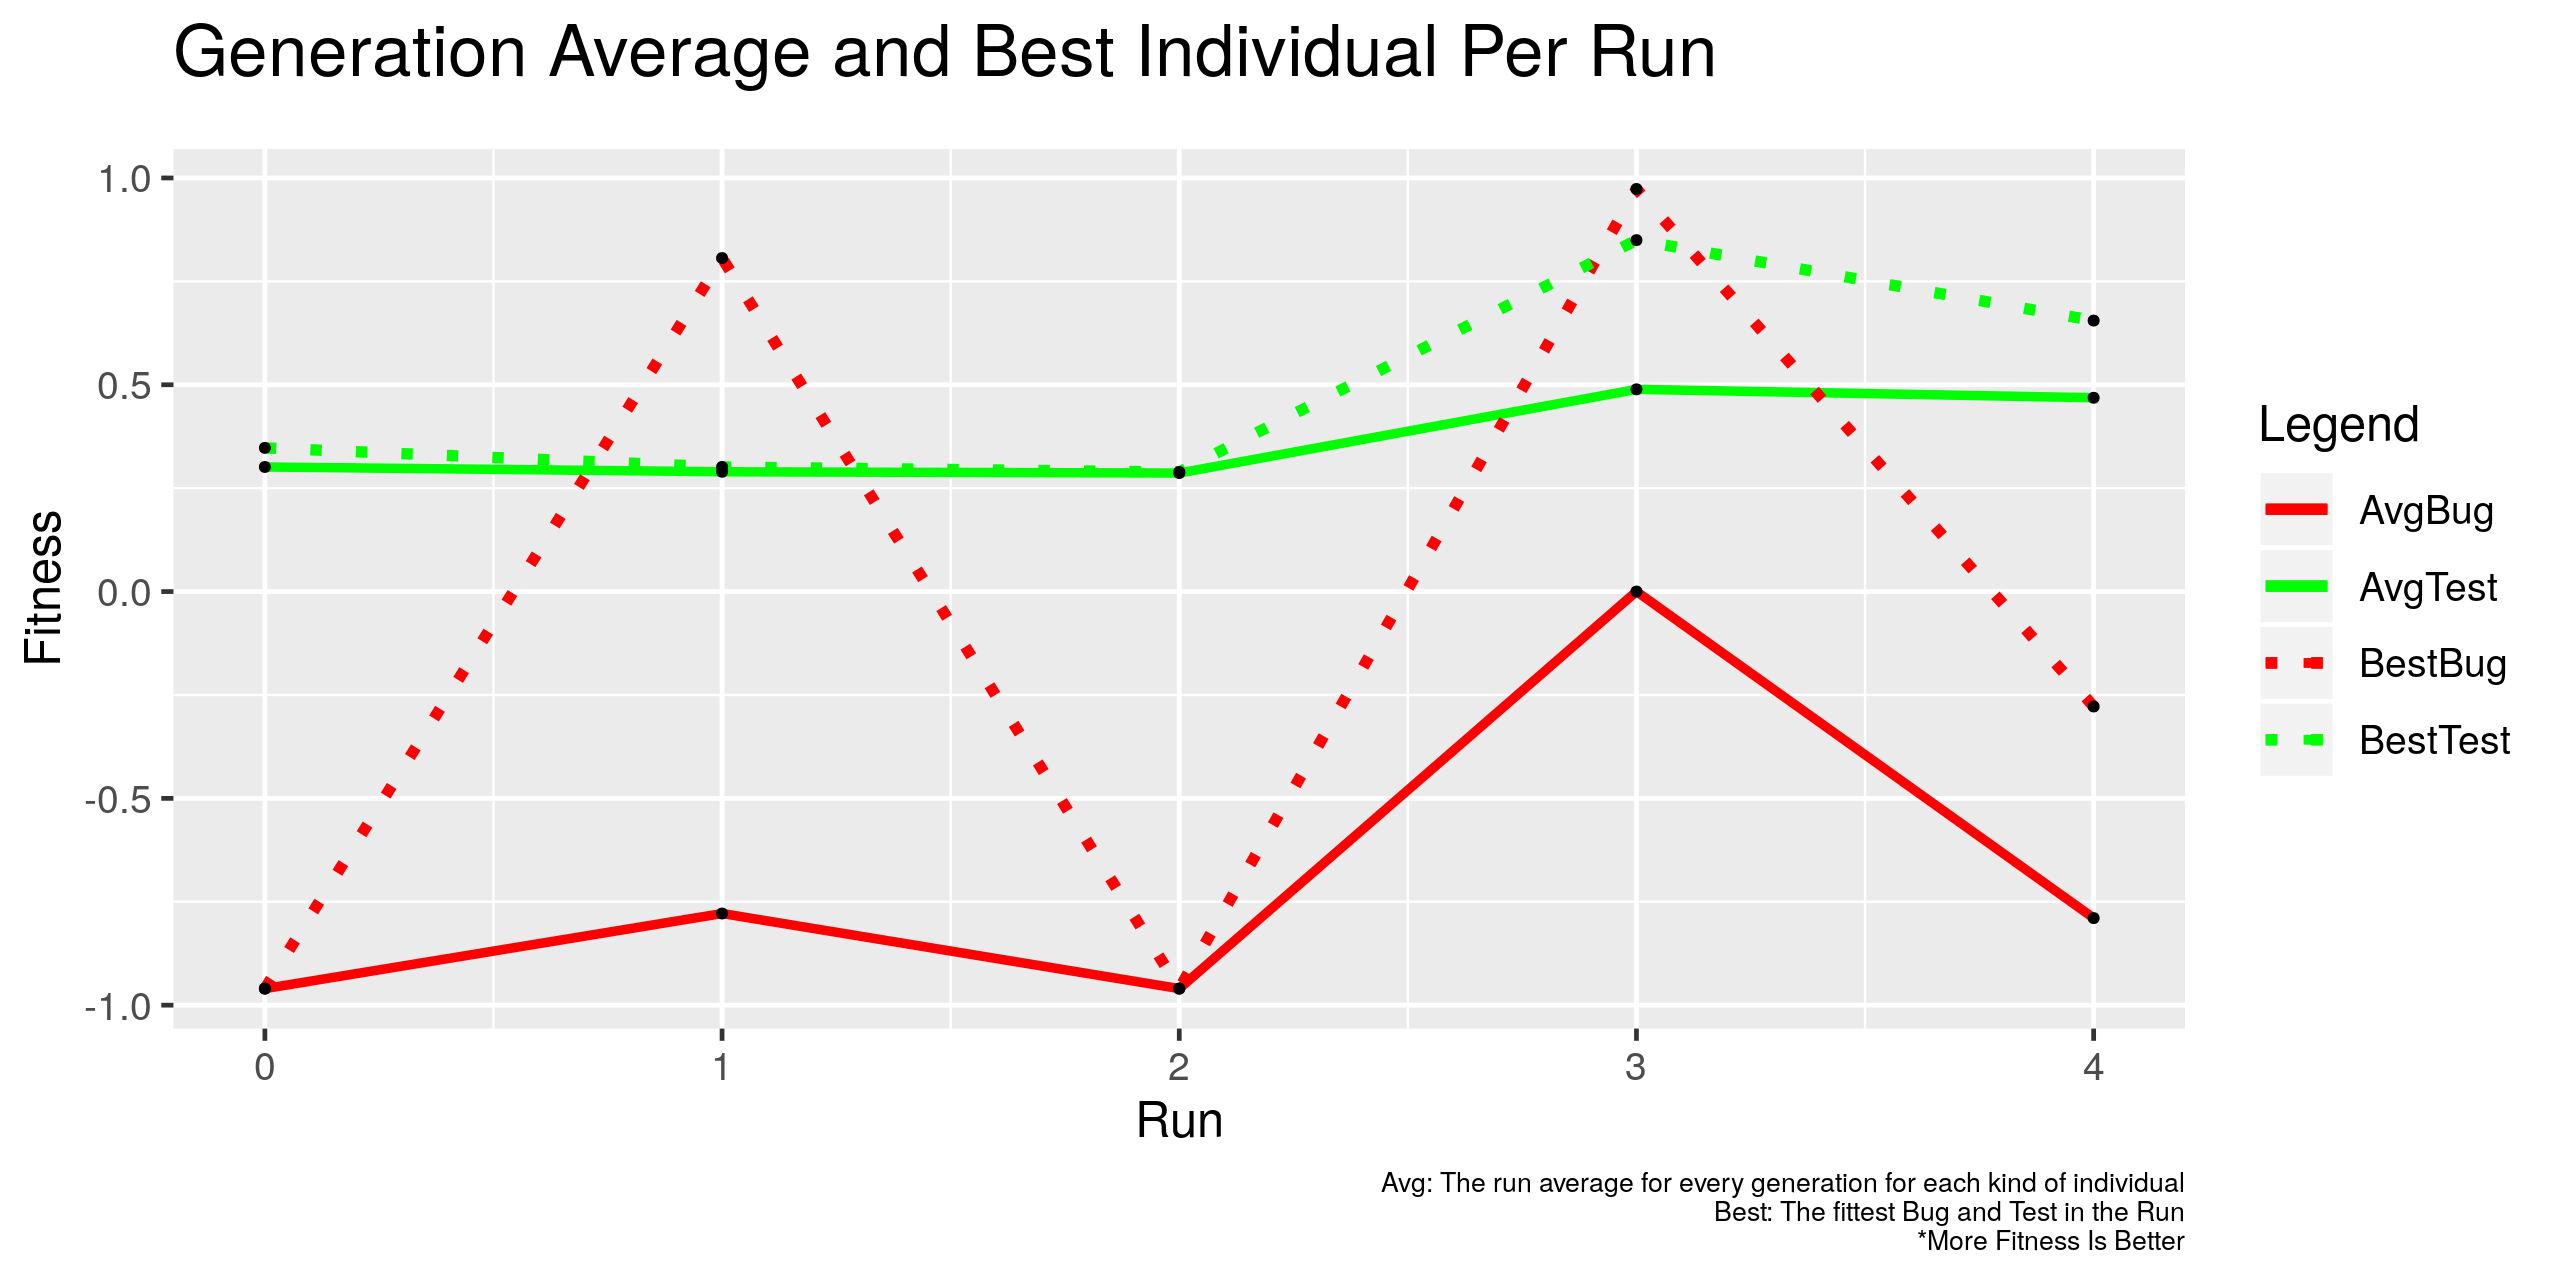 Generation Average and Best Individual Per Run
Fitness
1.0
0.5
0.0
-0.5
-1.0
0 1 2 3 4
Run
Legend
AvgBug
AvgTest
BestBug
BestTest
Avg: The run average for every generation for each kind of individual
Best: The fittest Bug and Test in the Run
*More Fitness Is Better